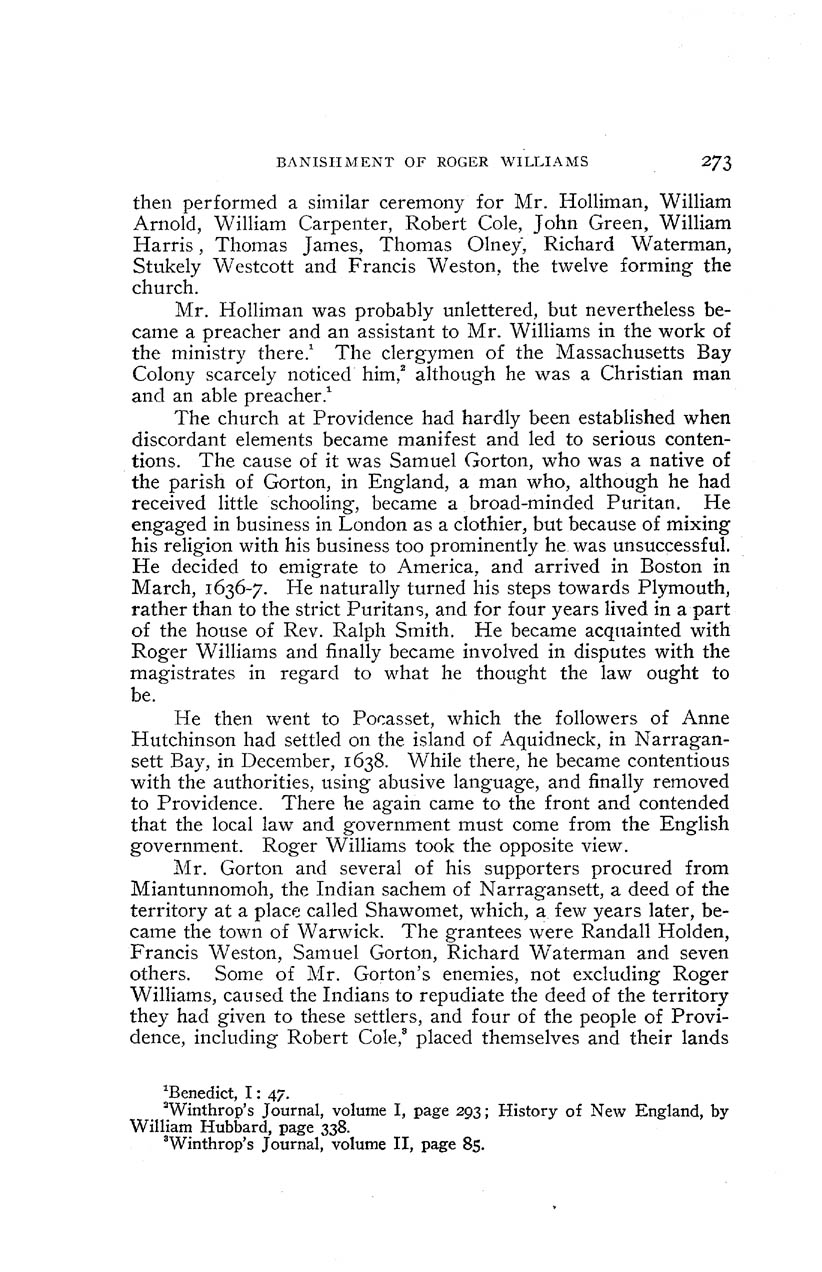 BANISHMENT OF ROGER WILLIAMS 273
then performed a similar ceremony for Mr. Holliman, William
Arnold, William Carpenter, Robert Cole, John Green, William
Harris , Thomas James, Thomas Olney, Richard Waterman,
Stukely Westcott and Francis Weston, the twelve forming the
church.
Mr. Holliman was probably unlettered, but nevertheless be-
came a preacher and an assistant to Mr. Williams in the work of
the ministry there.¹ The clergymen of the Massachusetts Bay
Colony scarcely noticed him,² although he was a Christian man
and an able preacher.¹
The church at Providence had hardly been established when
discordant elements became manifest and led to serious conten-
tions. The cause of it was Samuel Gorton, who was a native of
the parish of Gorton, in England, a man who, although he had
received little schooling, became a broad-minded Puritan. He
engaged in business in London as a clothier, but because of mixing
his religion with his business too prominently he was unsuccessful.
He decided to emigrate to America, and arrived in Boston in
March, 1636-7. He naturally turned his steps towards Plymouth,
rather than to the strict Puritans, and for four years lived in a part
of the house of Rev. Ralph Smith. He became acquainted with
Roger Williams and finally became involved in disputes with the
magistrates in regard to what he thought the law ought to
be.
He then went to Pocasset, which the followers of Anne
Hutchinson had settled on the island of Aquidneck, in Narragan-
sett Bay, in December, 1638. While there, he became contentious
with the authorities, using abusive language, and finally removed
to Providence. There he again came to the front and contended
that the local law and government must come from the English
government. Roger Williams took the opposite view.
Mr. Gorton and several of his supporters procured from
Miantunnomoh, the Indian sachem of Narragansett, a deed of the
territory at a place called Shawomet, which, a few years later, be-
came the town of Warwick. The grantees were Randall Holden,
Francis Weston, Samuel Gorton, Richard Waterman and seven
others. Some of Mr. Gorton's enemies, not excluding Roger
Williams, caused the Indians to repudiate the deed of the territory
they had given to these settlers, and four of the people of Provi-
dence, including Robert Cole,³ placed themselves and their lands
¹Benedict, I: 47.
²Winthrop's Journal, volume I, page 293; History of New England, by
William Hubbard, page 338.
³Winthrop's Journal, volume II, page 85.